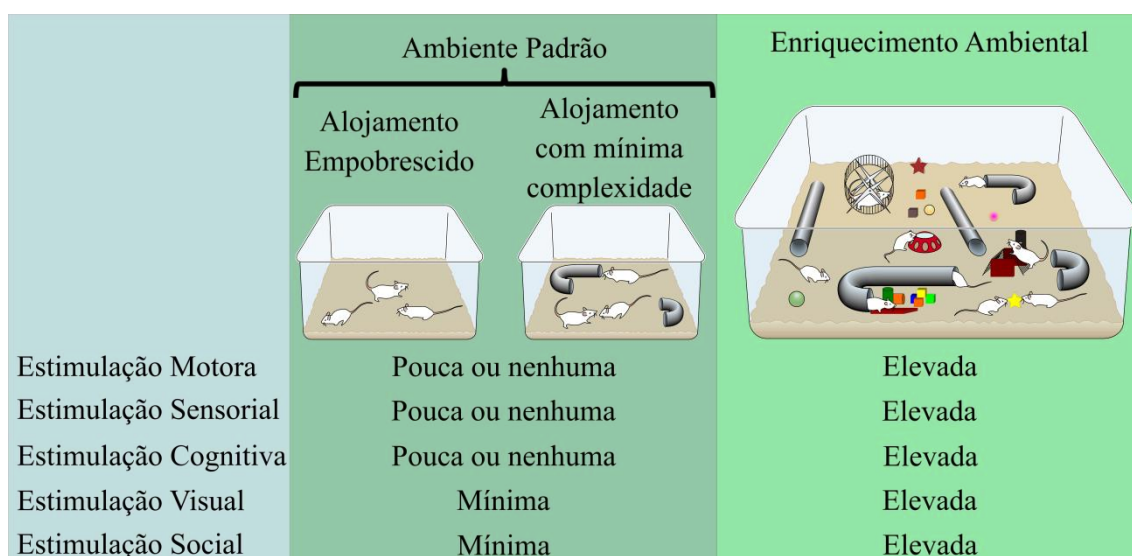 Ambiente Padrão
Enriquecimento Ambiental
Alojamento
Empobrescido
Alojamento
com mínima
complexidade
Estimulação Motora Pouca ou nenhuma Elevada
Estimulação Sensorial Pouca ou nenhuma Elevada
Estimulação Cognitiva Pouca ou nenhuma Elevada
Estimulação Visual Mínima Elevada
Estimulação Social Mínima Elevada